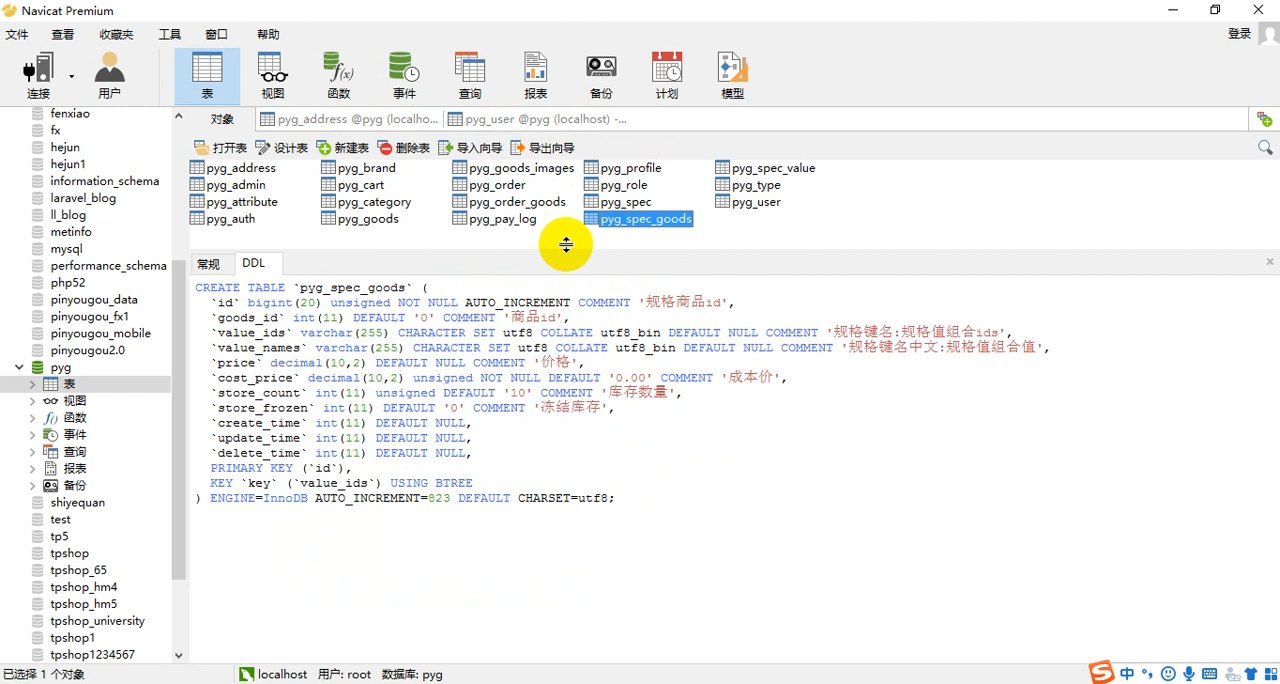 Navicat Premium
文件 查看 收藏夹 工具 窗口 帮助 登录
连接 用户 表 视图 函数 事件 查询 报表 备份 计划 模型
对象 pyg_address @pyg (localho... pyg_user @pyg (localhost) -...
打开表 设计表 新建表 删除表 导入向导 导出向导
pyg_address pyg_brand pyg_goods_images pyg_profile pyg_spec_value
pyg_admin pyg_cart pyg_order pyg_role pyg_type
pyg_attribute pyg_category pyg_order_goods pyg_spec pyg_user
pyg_auth pyg_goods pyg_pay_log pyg_spec_goods
fenxiao
fx
hejun
hejun1
information_schema
laravel_blog
ll_blog
metinfo
mysql
performance_schema
php52
pinyougou_data
pinyougou_fx1
pinyougou_mobile
pinyougou2.0
pyg
表
视图
函数
事件
查询
报表
备份
shiyequan
test
tp5
tpshop
tpshop_65
tpshop_hm4
tpshop_hm5
tpshop_university
tpshop1
tpshop1234567
常规 DDL
CREATE TABLE `pyg_spec_goods` (
`id` bigint(20) unsigned NOT NULL AUTO_INCREMENT COMMENT '规格商品id',
`goods_id` int(11) DEFAULT '0' COMMENT '商品id',
`value_ids` varchar(255) CHARACTER SET utf8 COLLATE utf8_bin DEFAULT NULL COMMENT '规格键名:规格值组合ids',
`value_names` varchar(255) CHARACTER SET utf8 COLLATE utf8_bin DEFAULT NULL COMMENT '规格键名中文:规格值组合值',
`price` decimal(10,2) DEFAULT NULL COMMENT '价格',
`cost_price` decimal(10,2) unsigned NOT NULL DEFAULT '0.00' COMMENT '成本价',
`store_count` int(11) unsigned DEFAULT '10' COMMENT '库存数量',
`store_frozen` int(11) DEFAULT '0' COMMENT '冻结库存',
`create_time` int(11) DEFAULT NULL,
`update_time` int(11) DEFAULT NULL,
`delete_time` int(11) DEFAULT NULL,
PRIMARY KEY (`id`),
KEY `key` (`value_ids`) USING BTREE
) ENGINE=InnoDB AUTO_INCREMENT=823 DEFAULT CHARSET=utf8;
已选择 1 个对象 localhost 用户: root 数据库: pyg
中